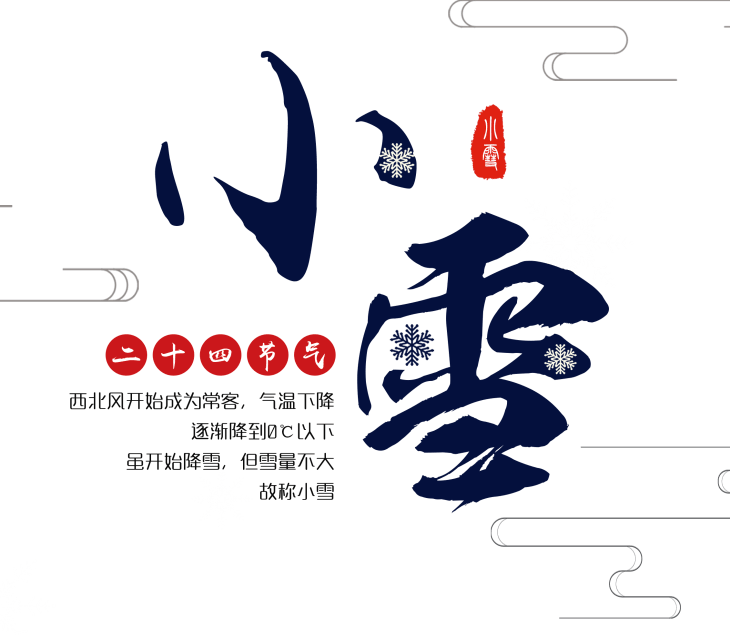 小雪
小雪
二十四节气
西北风开始成为常客，气温下降
逐渐降到0℃以下
虽开始降雪，但雪量不大
故称小雪